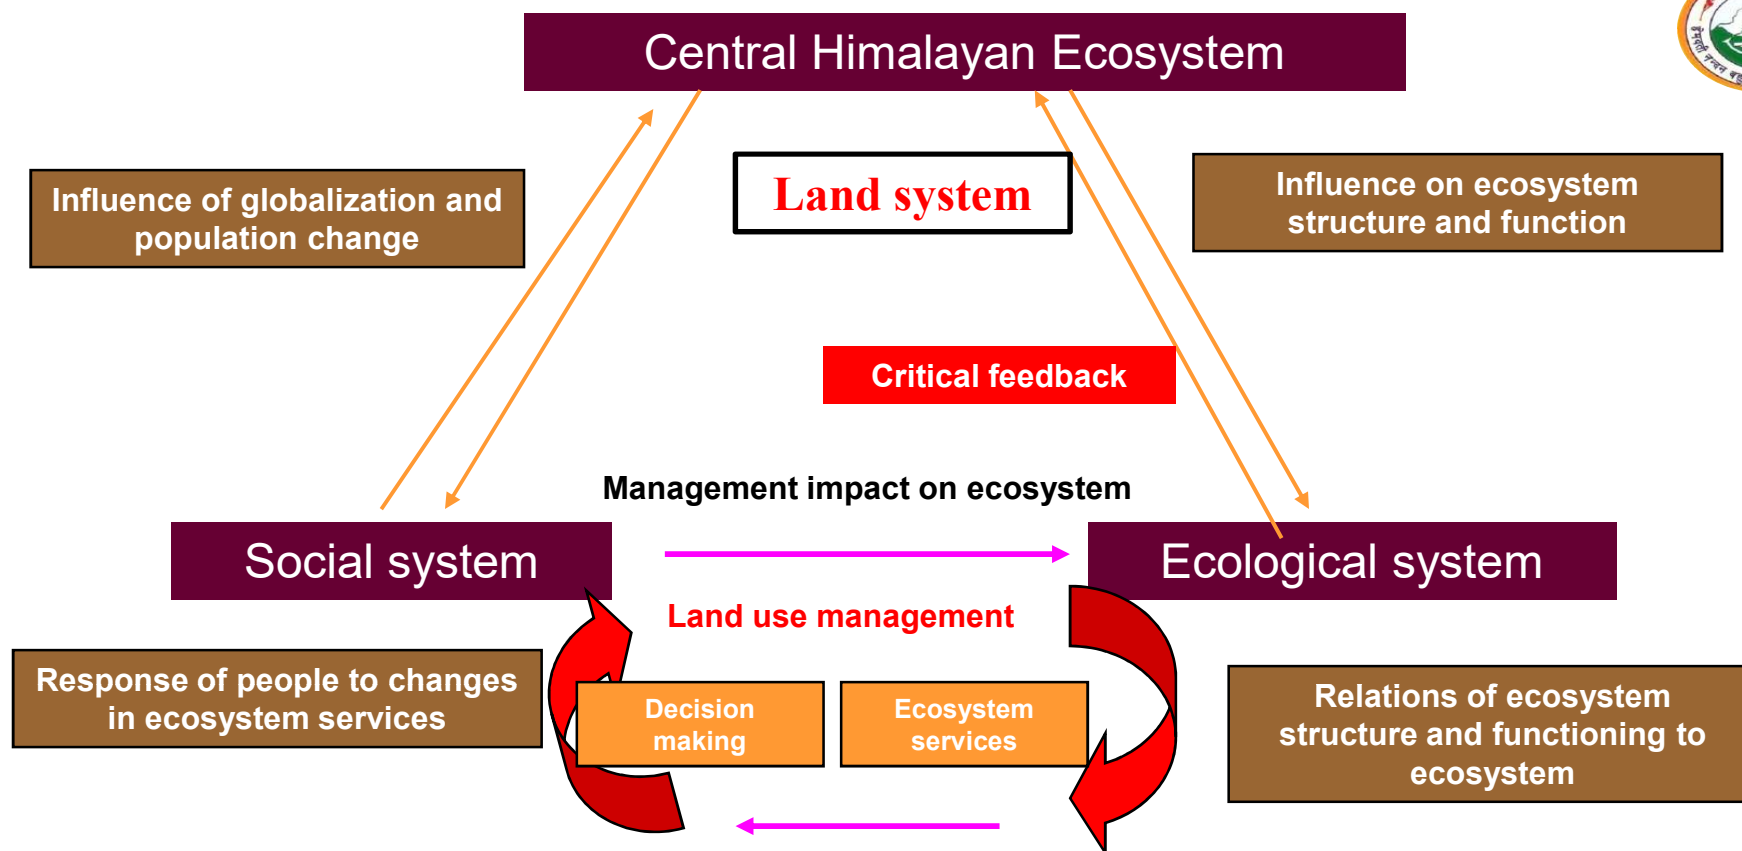 Central Himalayan Ecosystem
Land system
Influence of globalization and
population change
Influence on ecosystem
structure and function
Critical feedback
Management impact on ecosystem
Social system
Ecological system
Land use management
Response of people to changes
in ecosystem services
Decision
making
Ecosystem
services
Relations of ecosystem
structure and functioning to
ecosystem